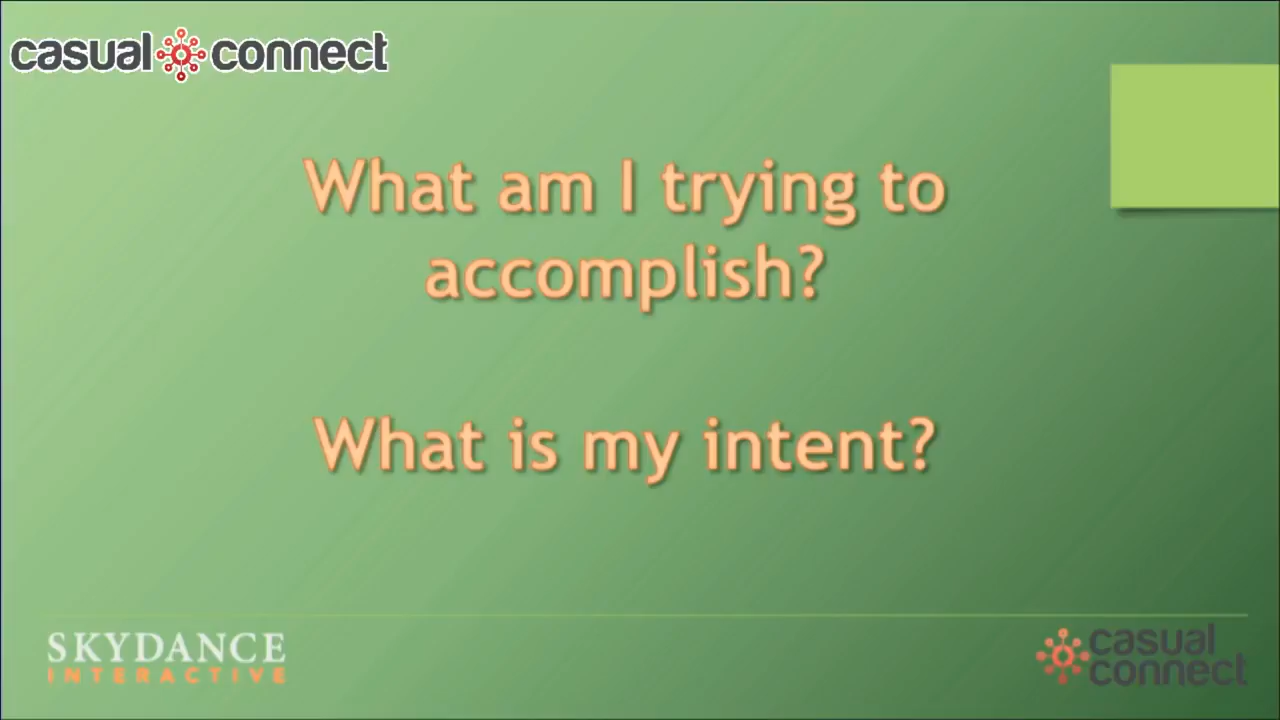 casual connect
What am I trying to
accomplish?
What is my intent?
SKYDANCE
INTERACTIVE
casual
connect